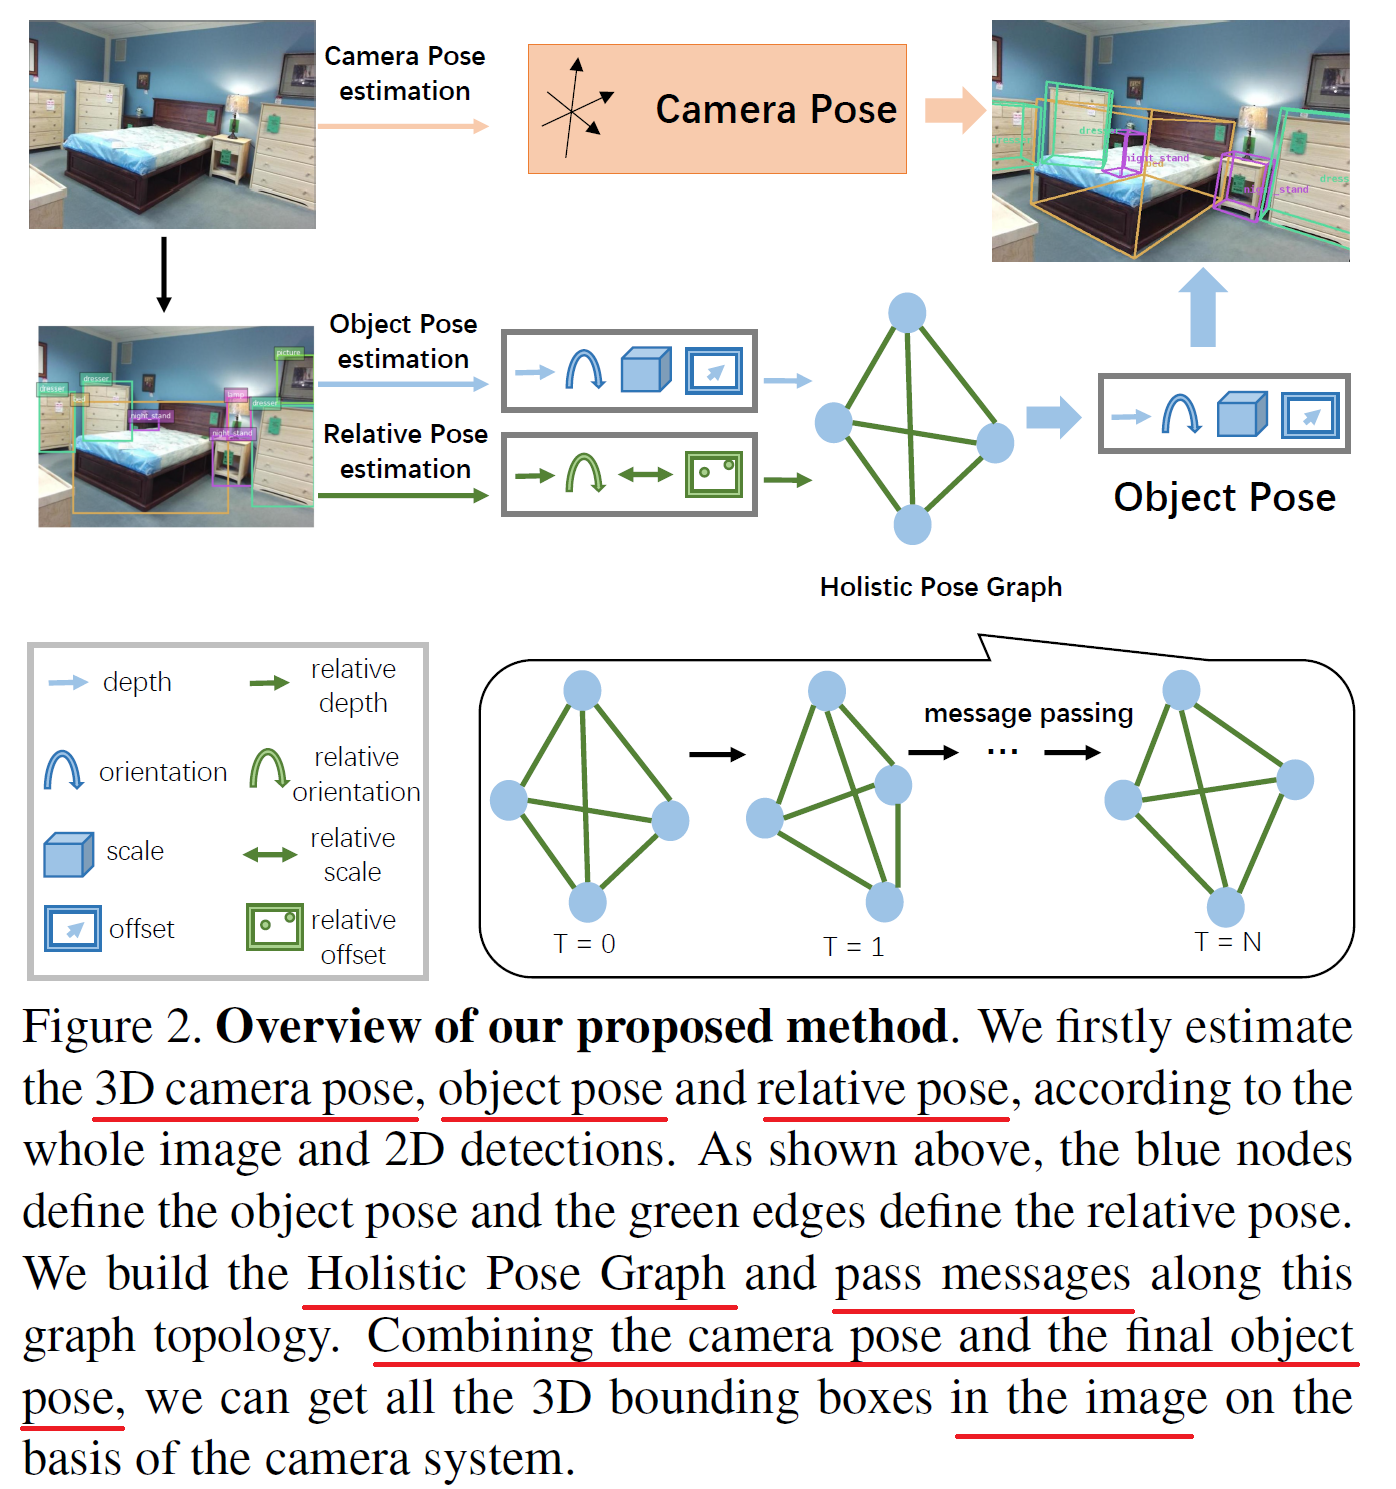 Camera Pose
estimation
Camera Pose
dresser
dresser
night_stand
bed
night_stand
dress
Object Pose
estimation
Relative Pose
estimation
picture
dresser
dresser
bed
lamp
night_stand
dresser
night_stand
Object Pose
Holistic Pose Graph
depth
relative
depth
orientation
relative
orientation
scale
relative
scale
offset
relative
offset
message passing
...
T = 0
T = 1
T = N
Figure 2. Overview of our proposed method. We firstly estimate
the 3D camera pose, object pose and relative pose, according to the
whole image and 2D detections. As shown above, the blue nodes
define the object pose and the green edges define the relative pose.
We build the Holistic Pose Graph and pass messages along this
graph topology. Combining the camera pose and the final object
pose, we can get all the 3D bounding boxes in the image on the
basis of the camera system.